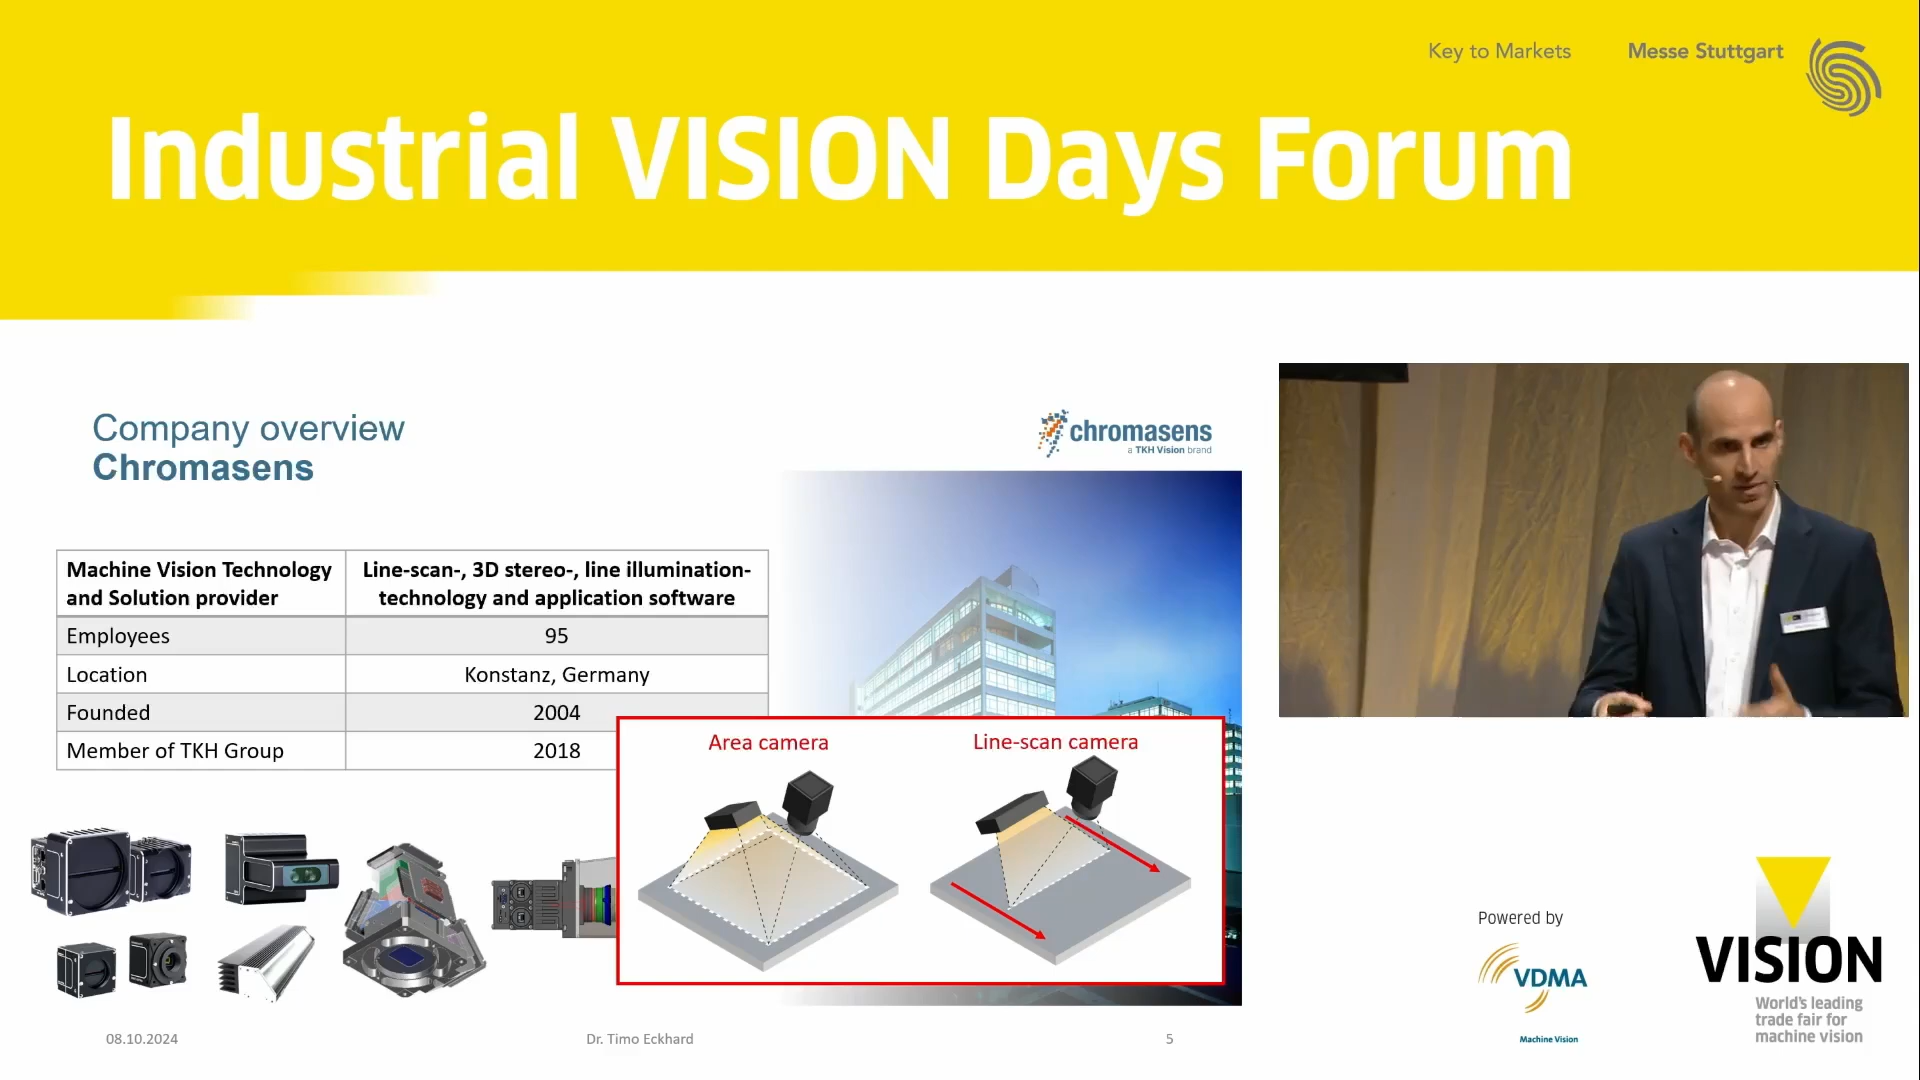 Key to Markets
Messe Stuttgart
Industrial VISION Days Forum
Company overview
Chromasens
chromasens
a TKH Vision brand
Machine Vision Technology
and Solution provider
Line-scan-, 3D stereo-, line illumination-
technology and application software
Employees
95
Location
Konstanz, Germany
Founded
2004
Member of TKH Group
2018
Area camera
Line-scan camera
08.10.2024
Dr. Timo Eckhard
5
Powered by
VDMA
Machine Vision
VISION
World's leading
trade fair for
machine vision